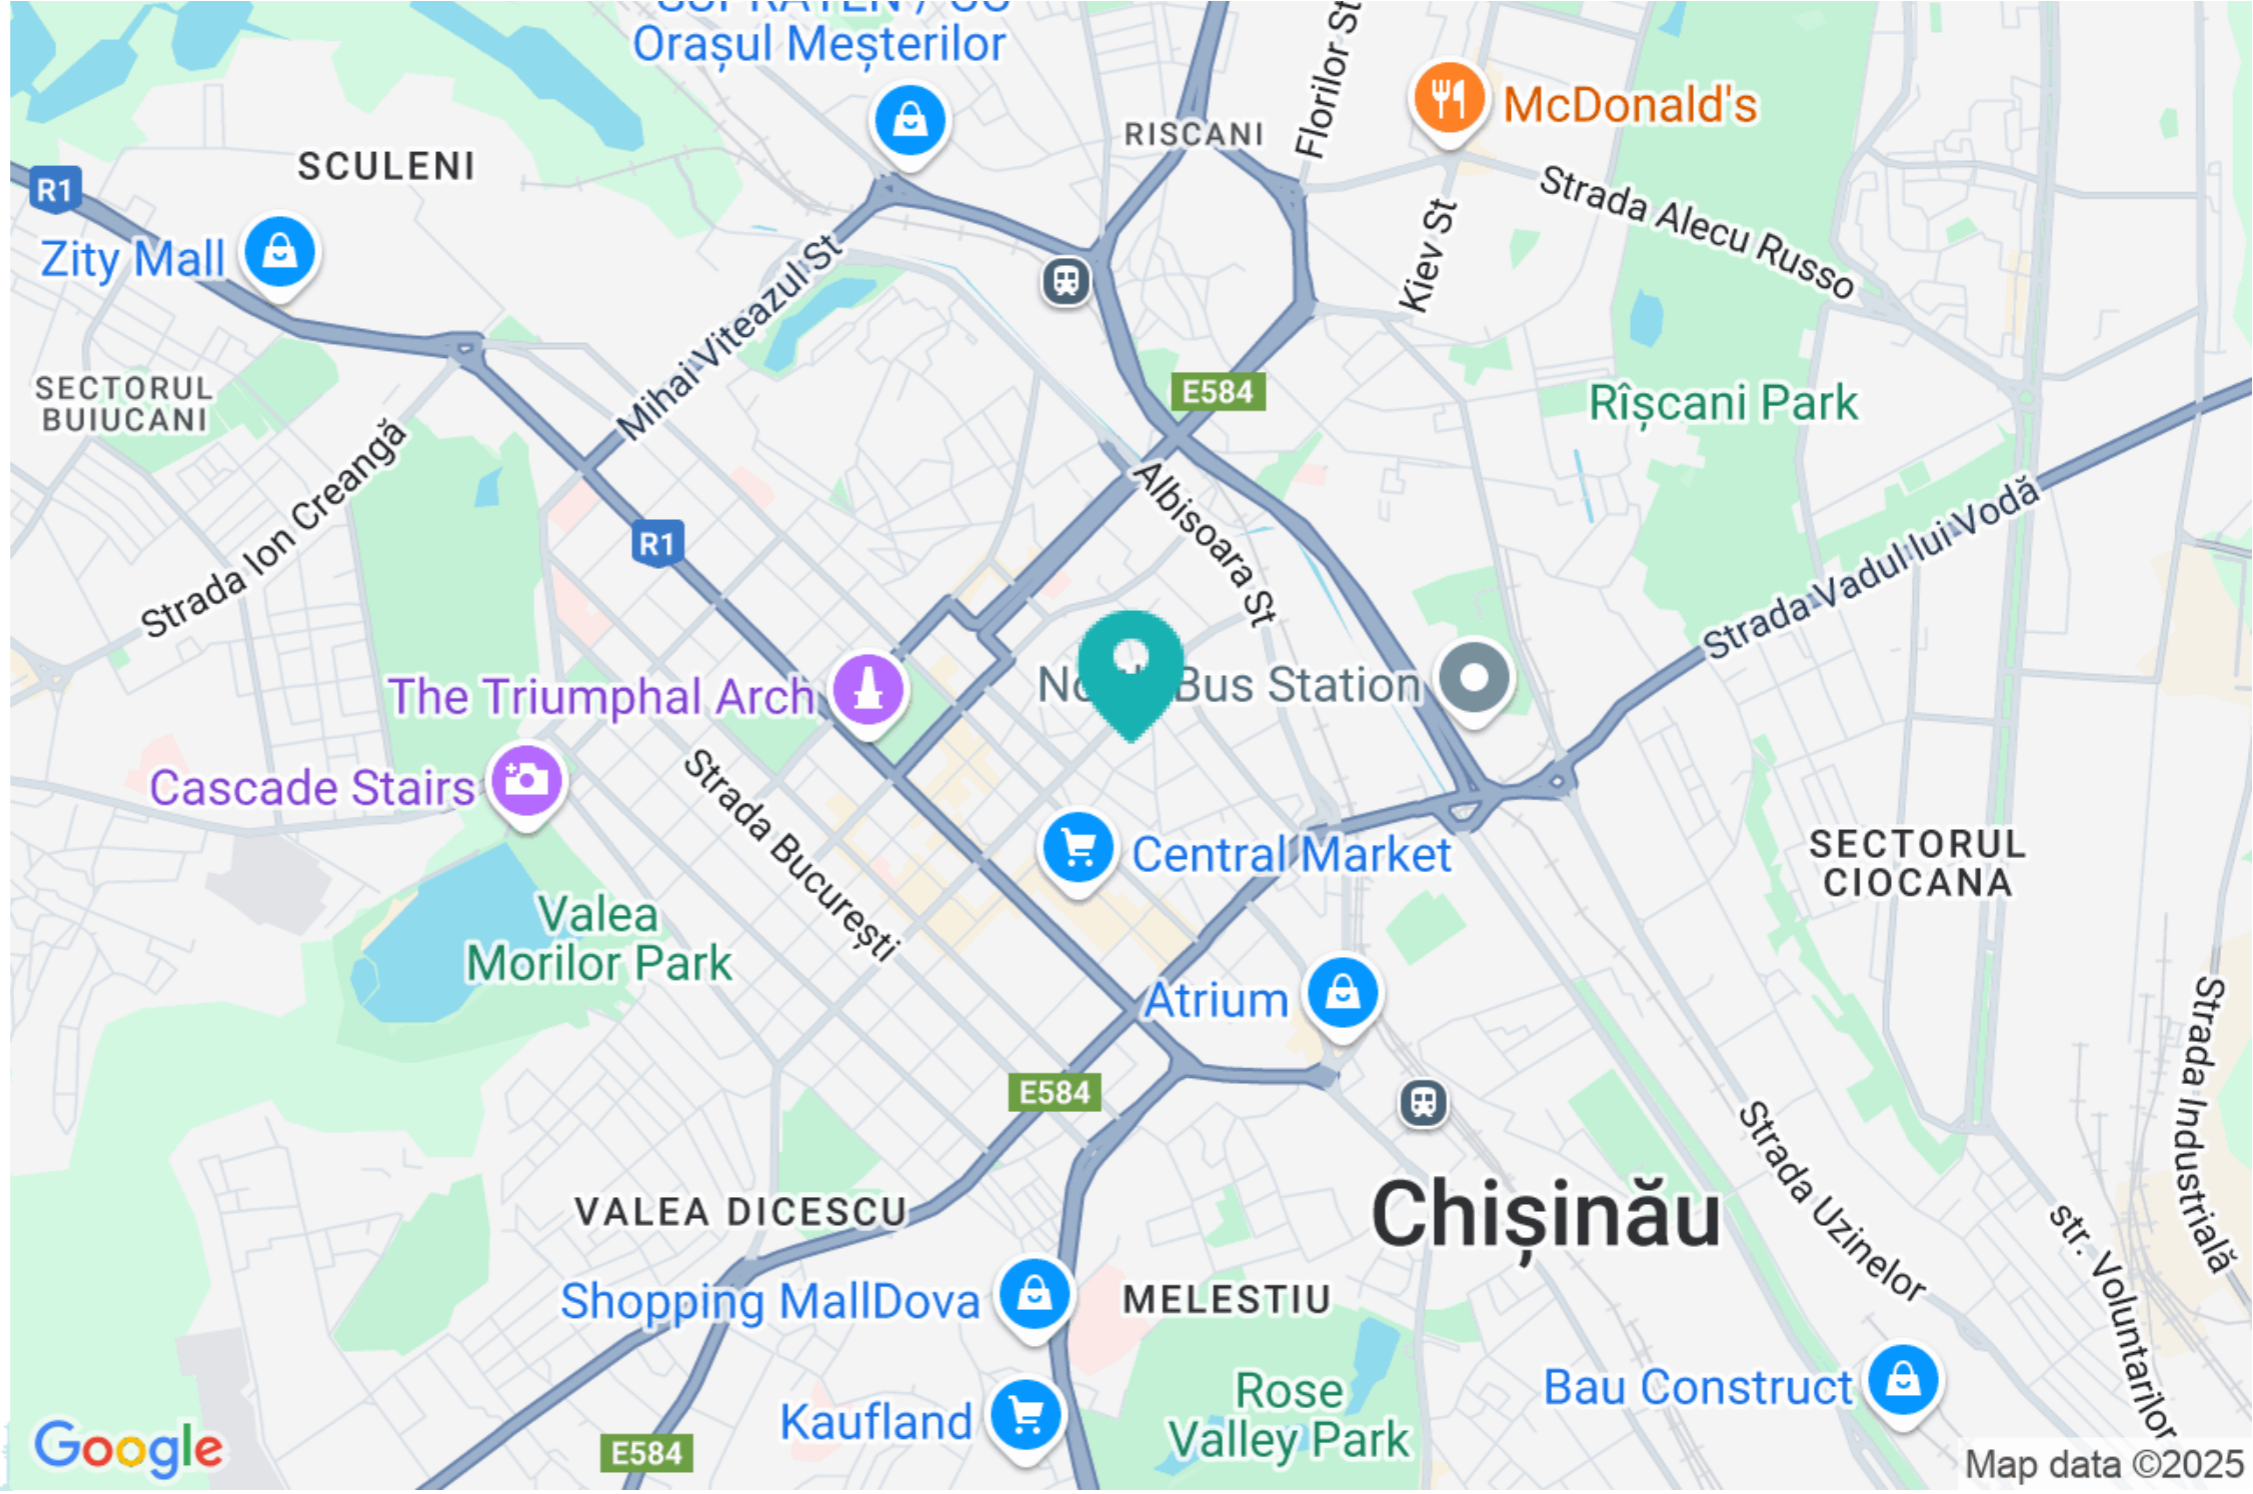 SUPRATEN / CC
Orașul Meșterilor
Florilor St
McDonald's
RISCANI
SCULENI
R1
Zity Mall
Strada Alecu Russo
Kiev St
Mihai Viteazul St
SECTORUL
BUIUCANI
E584
Rîșcani Park
Strada Ion Creangă
R1
Albisoara St
Strada Vadul lui Vodă
The Triumphal Arch
Bus Station
Cascade Stairs
Strada București
Central Market
SECTORUL
CIOCANA
Valea
Morilor Park
Atrium
E584
Strada Industrială
Strada Uzinelor
VALEA DICESCU
Chișinău
str. Voluntarilor
Shopping MallDova
MELESTIU
Rose
Valley Park
Bau Construct
Kaufland
E584
Google
Map data ©2025